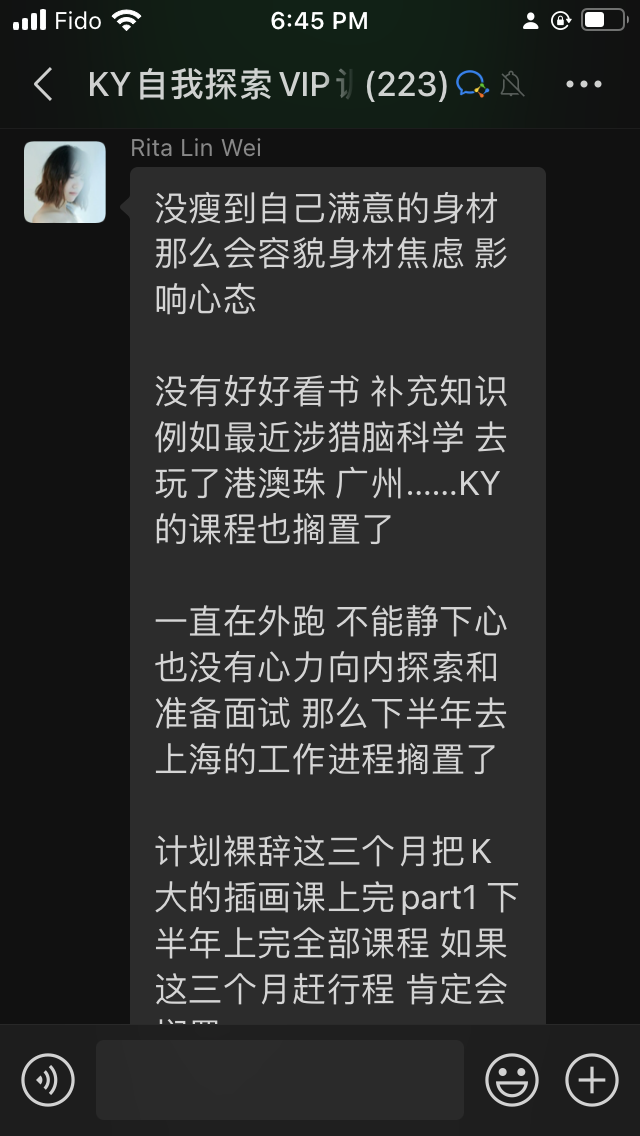 Fido
6:45 PM
KY自我探索VIP (223)
Rita Lin Wei
没瘦到自己满意的身材
那么会容貌身材焦虑 影
响心态
没有好好看书 补充知识
例如最近涉猎脑科学 去
玩了港澳珠 广州......KY
的课程也搁置了
一直在外跑 不能静下心
也没有心力向内探索和
准备面试 那么下半年去
上海的工作进程搁置了
计划裸辞这三个月把K
大的插画课上完part1 下
半年上完全部课程 如果
这三个月赶行程 肯定会